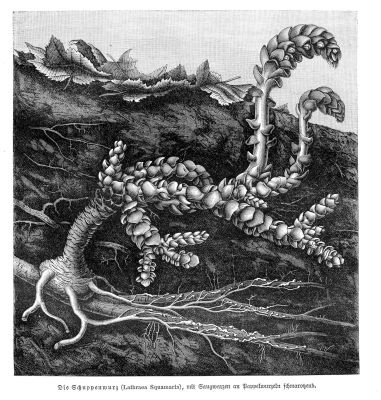 Die Schuppenwurz (Lathraea Squamaria), mit Saugwarzen an Pappelwurzeln schmarotzend.